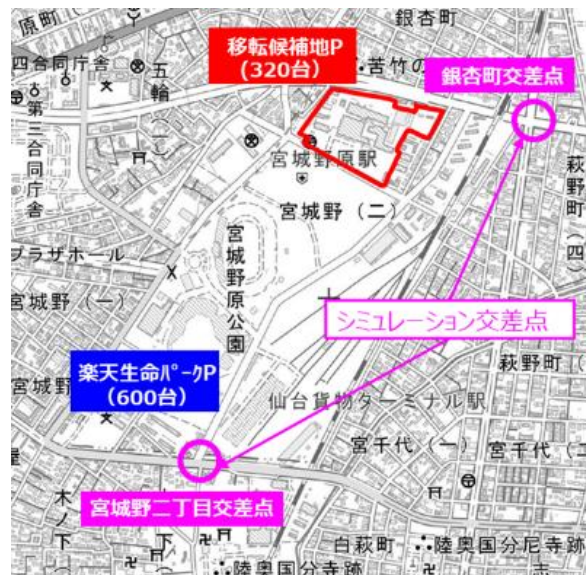 原町
銀杏町
移転候補地P
(320台)
四合同庁舎
五輪
(一)
苦竹の
銀杏町交差点
第三合同庁舎
宮城野原駅
萩野町
(四)
宮城野(二)
宮城野原公園
プラザホール
宮城野(一)
シミュレーション交差点
楽天生命パークP
(600台)
宮城野
萩野町(
仙台貨物ターミナル駅
宮千代(一)
宮千代(二
宮城野二丁目交差点
木ノ下
白萩町
陸奥国分尼寺跡
陸奥国分寺跡